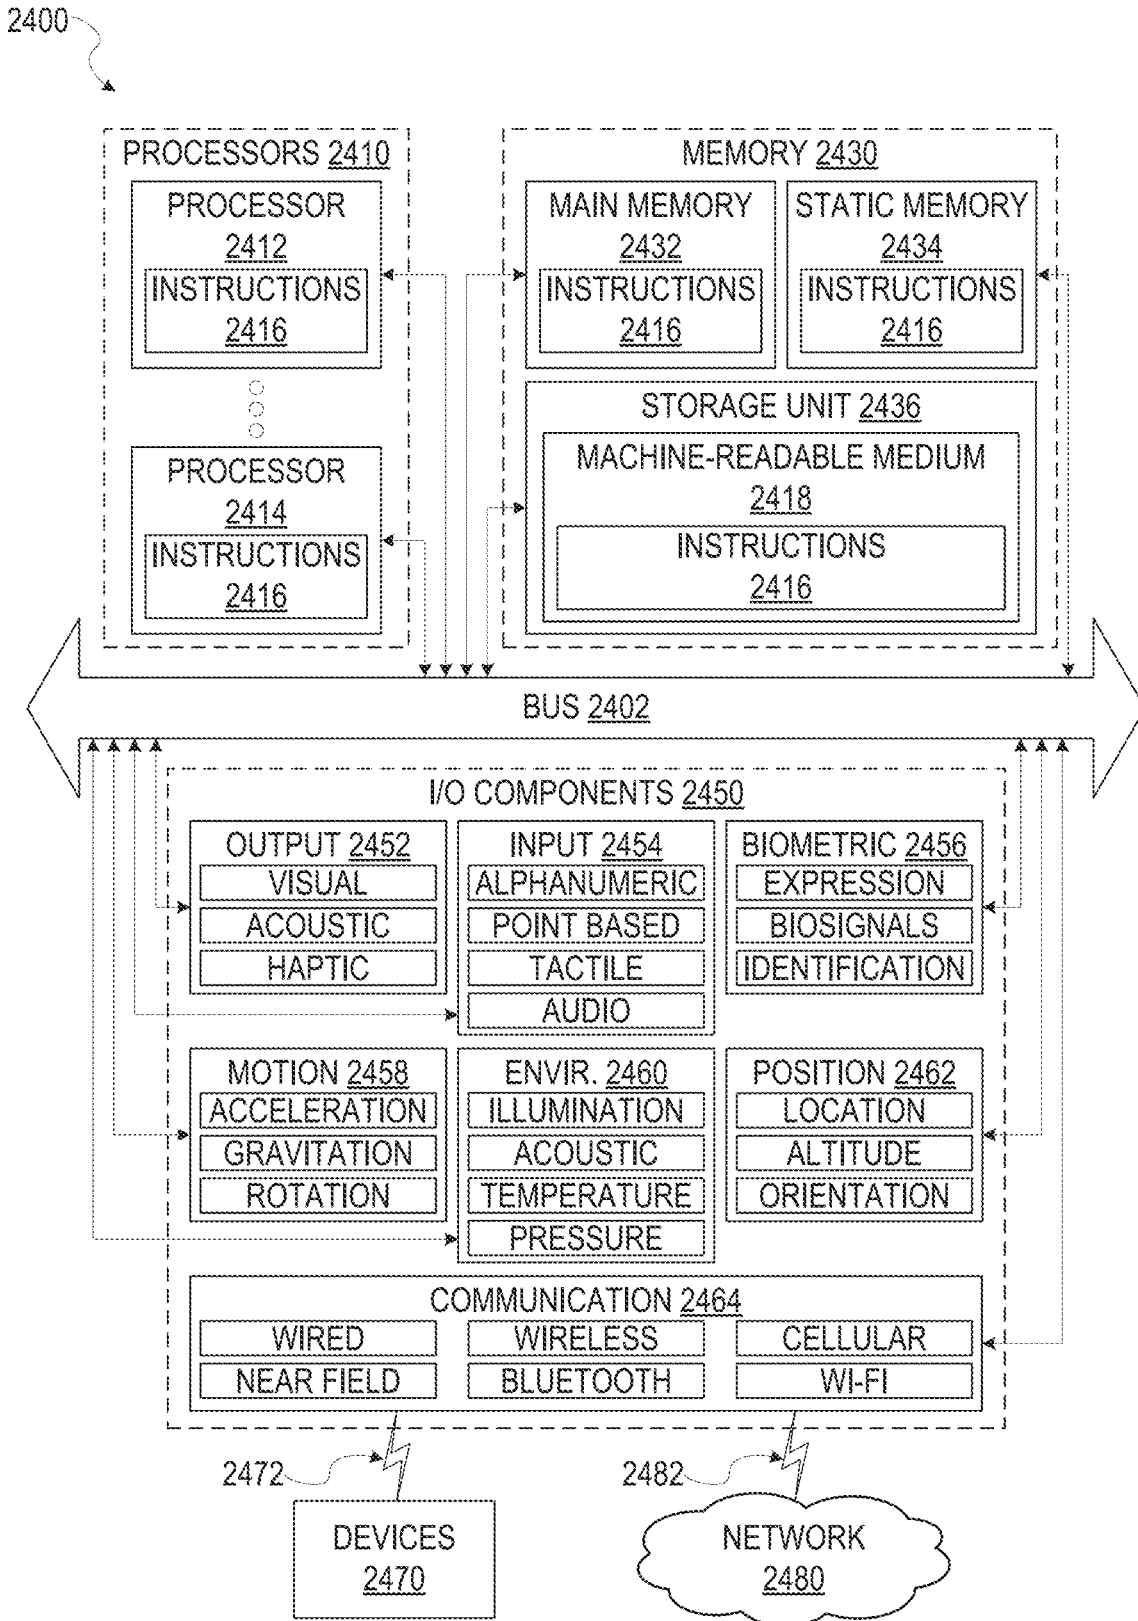 2400
PROCESSORS 2410
PROCESSOR
2412
INSTRUCTIONS
2416
PROCESSOR
2414
INSTRUCTIONS
2416
MEMORY 2430
MAIN MEMORY
2432
INSTRUCTIONS
2416
STATIC MEMORY
2434
INSTRUCTIONS
2416
STORAGE UNIT 2436
MACHINE-READABLE MEDIUM
2418
INSTRUCTIONS
2416
BUS 2402
I/O COMPONENTS 2450
OUTPUT 2452
VISUAL
ACOUSTIC
HAPTIC
INPUT 2454
ALPHANUMERIC
POINT BASED
TACTILE
AUDIO
BIOMETRIC 2456
EXPRESSION
BIOSIGNALS
IDENTIFICATION
MOTION 2458
ACCELERATION
GRAVITATION
ROTATION
ENVIR. 2460
ILLUMINATION
ACOUSTIC
TEMPERATURE
PRESSURE
POSITION 2462
LOCATION
ALTITUDE
ORIENTATION
COMMUNICATION 2464
WIRED
WIRELESS
CELLULAR
NEAR FIELD
BLUETOOTH
WI-FI
2472
2482
DEVICES
2470
NETWORK
2480